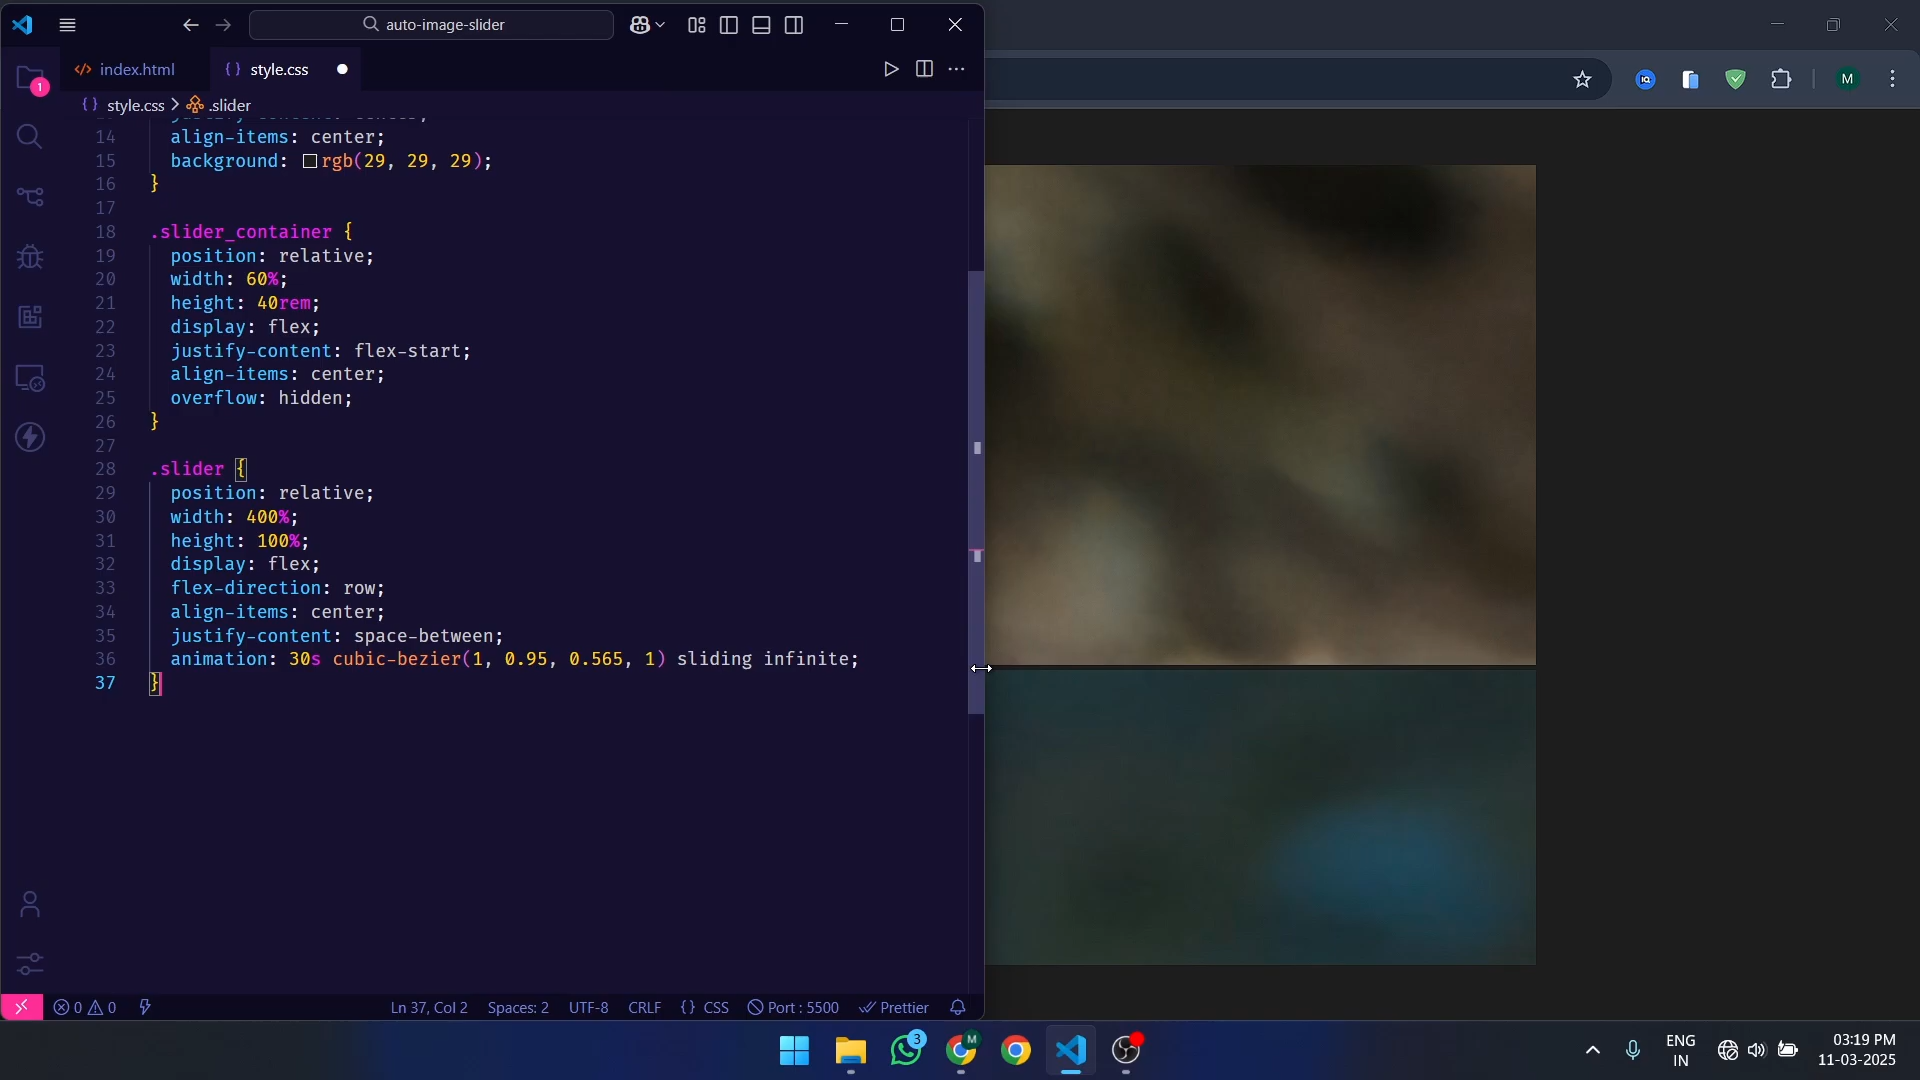 auto-image-slider
index.html
style.css
1
style.css > .slider
14 align-items: center;
15 background: rgb(29, 29, 29);
16 }
17
18 .slider_container {
19 position: relative;
20 width: 60%;
21 height: 40rem;
22 display: flex;
23 justify-content: flex-start;
24 align-items: center;
25 overflow: hidden;
26 }
27
28 .slider {
29 position: relative;
30 width: 400%;
31 height: 100%;
32 display: flex;
33 flex-direction: row;
34 align-items: center;
35 justify-content: space-between;
36 animation: 30s cubic-bezier(1, 0.95, 0.565, 1) sliding infinite;
37 }
M
0 0 Ln 37, Col 2 Spaces: 2 UTF-8 CRLF {} CSS Port : 5500 Prettier
3
M
ENG
IN
03:19 PM
11-03-2025